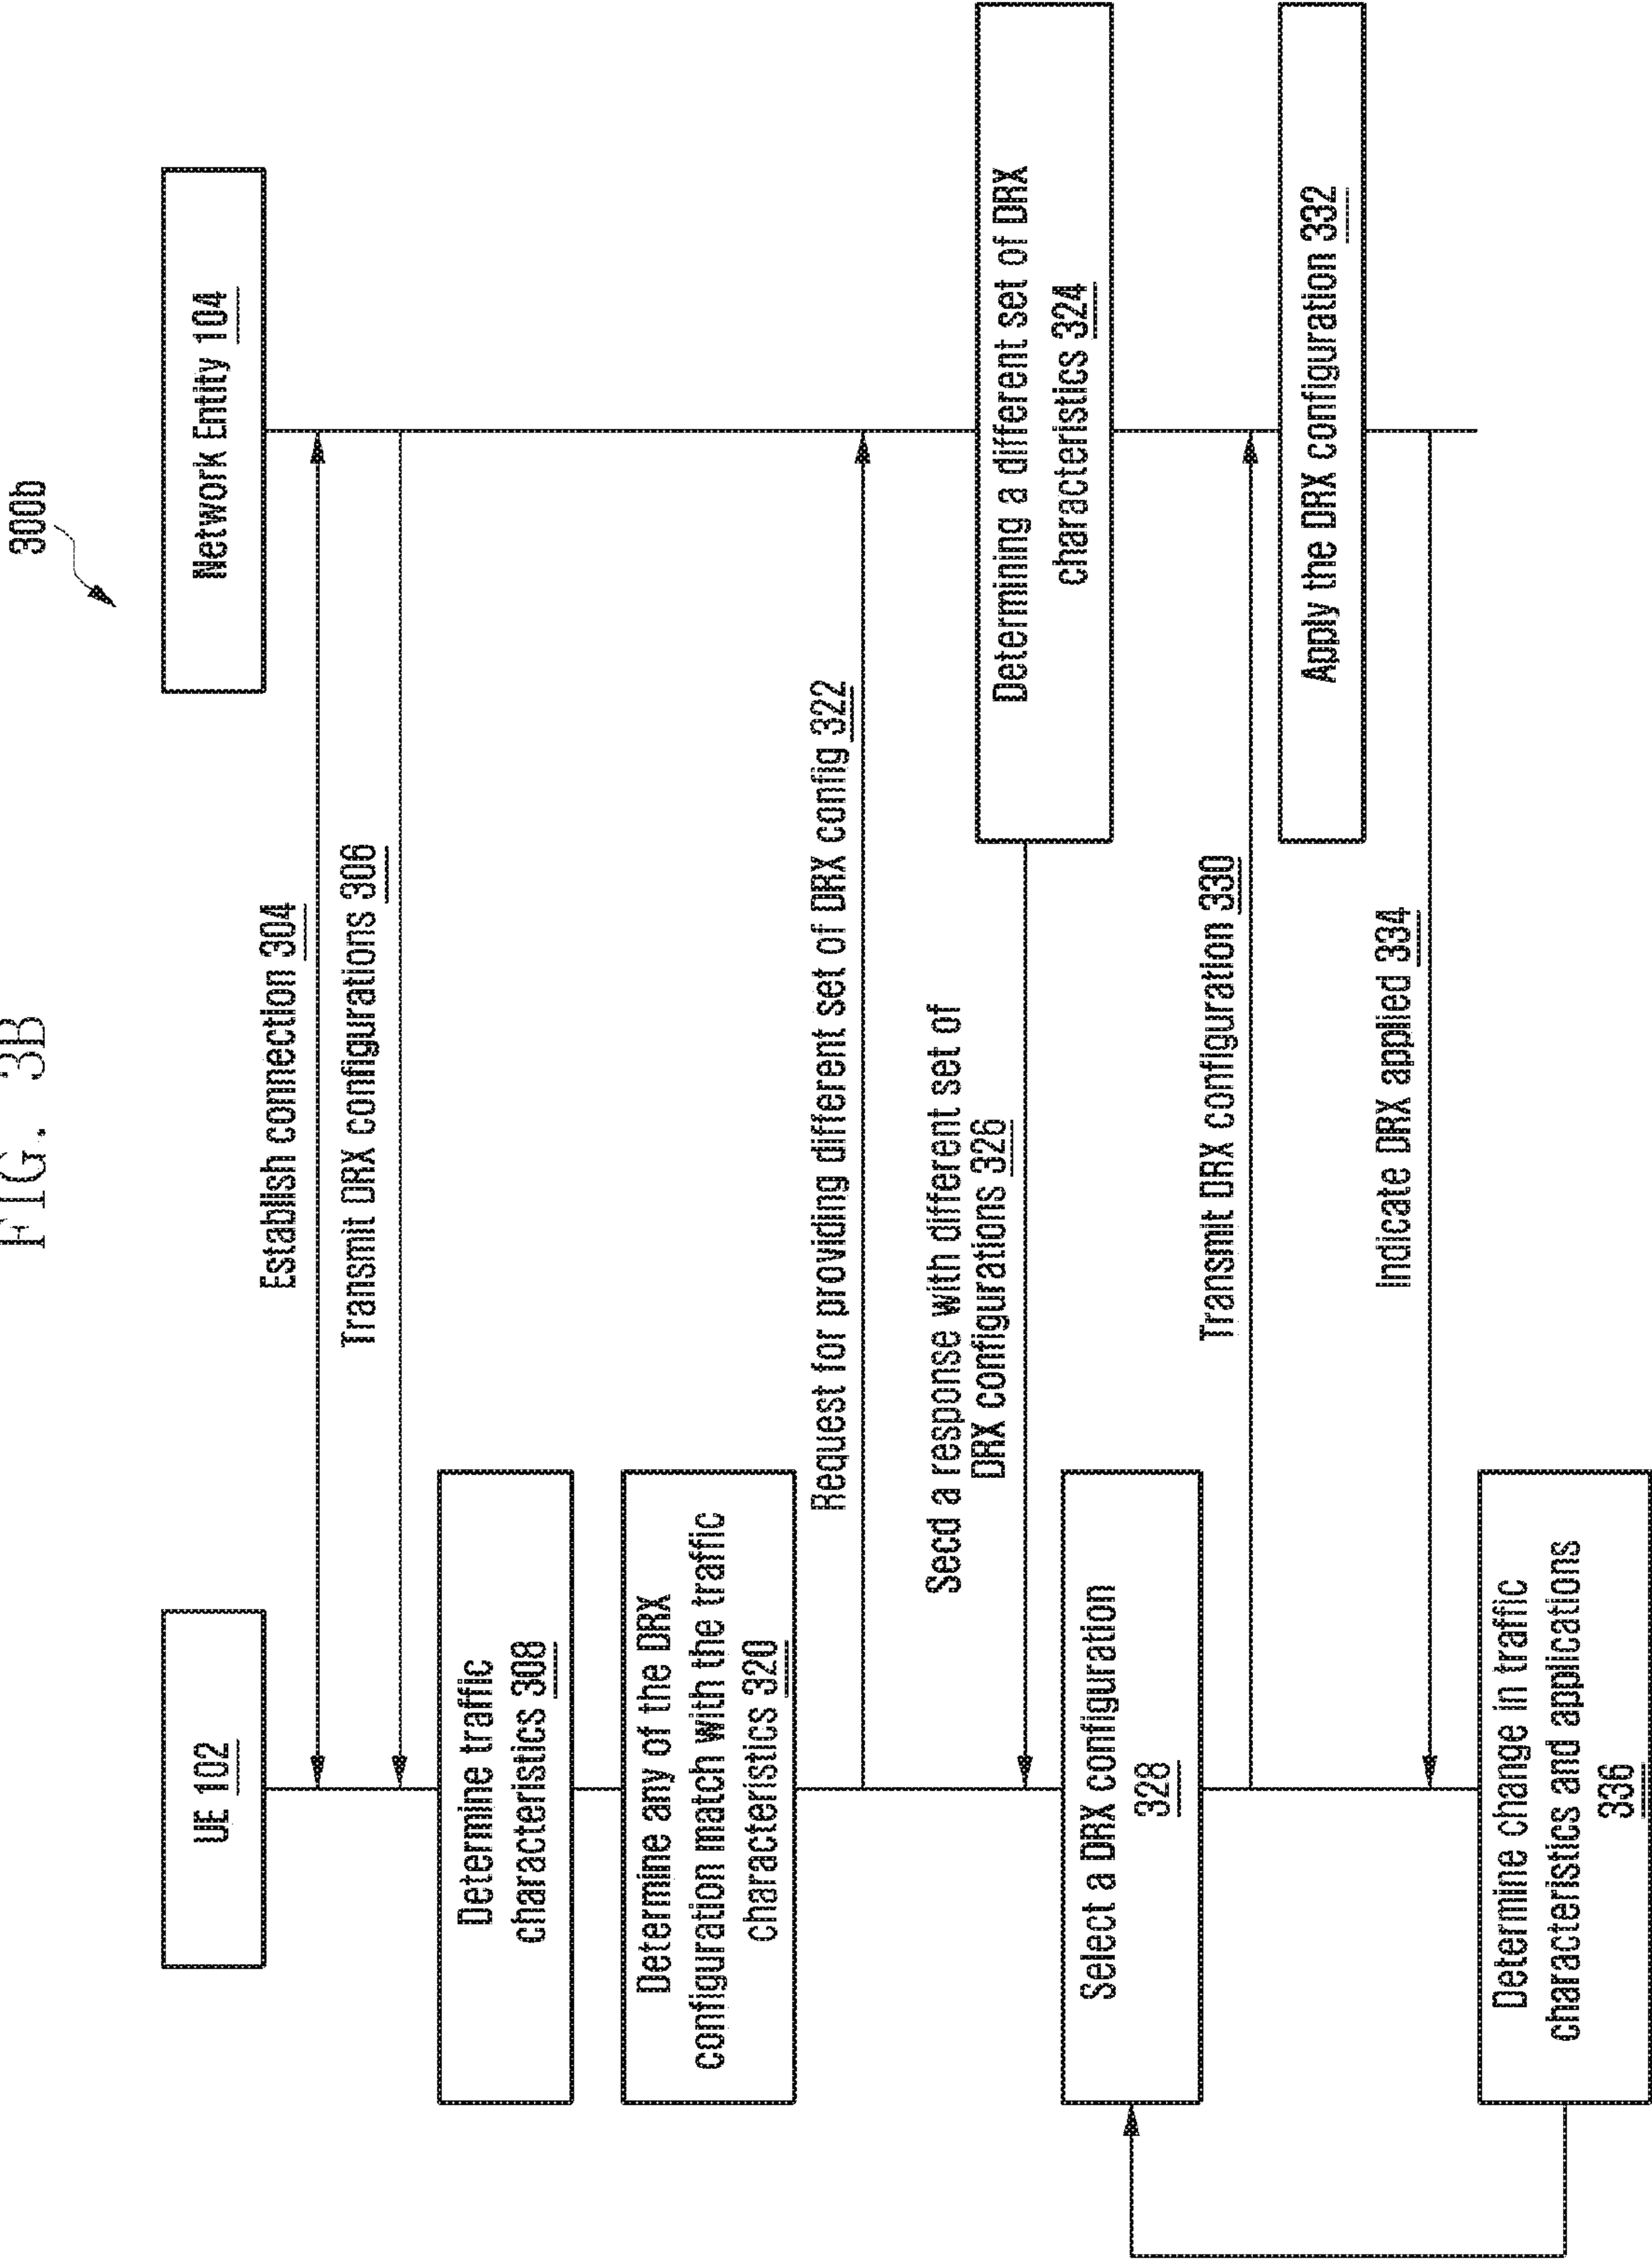 FIG. 3B
300b
UE 102
Network Entity 104
Establish connection 304
Transmit DRX configurations 306
Determine traffic
characteristics 308
Determine any of the DRX
configuration match with the traffic
characteristics 320
Request for providing different set of DRX config 322
Determining a different set of DRX
characteristics 324
Secd a response with different set of
DRX configurations 326
Select a DRX configuration
328
Transmit DRX configuration 330
Apply the DRX configuration 332
Indicate DRX applied 334
Determine change in traffic
characteristics and applications
336